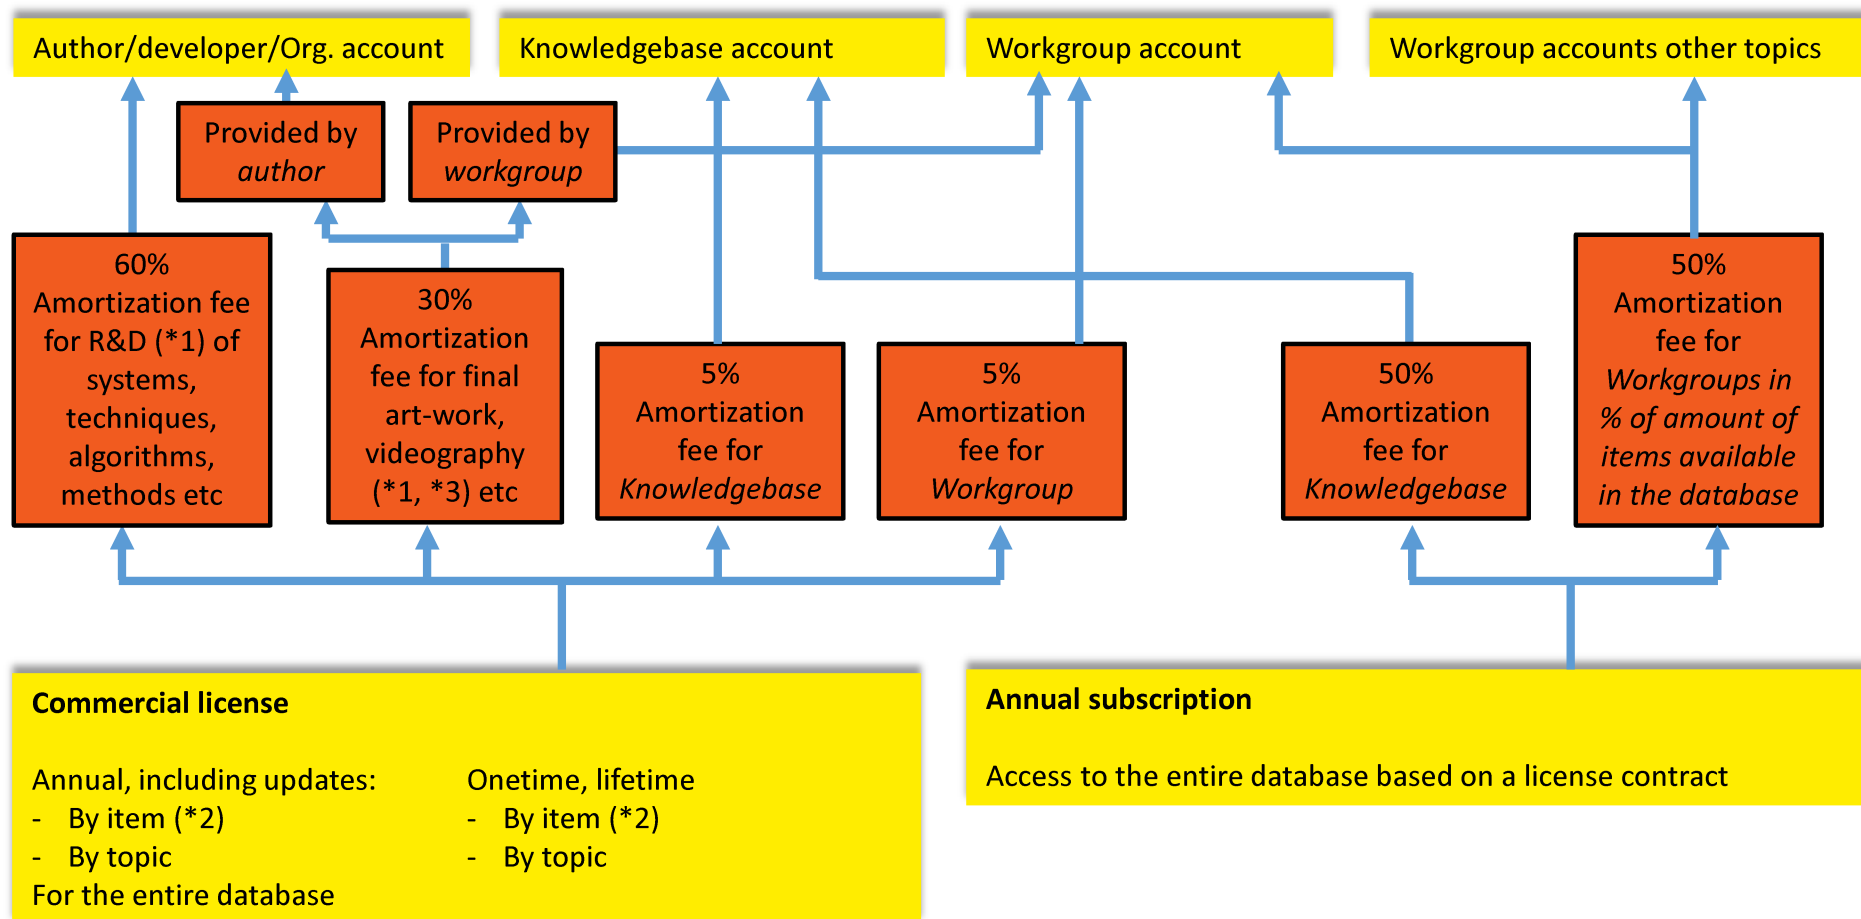 Author/developer/Org. account
Knowledgebase account
Workgroup account
Workgroup accounts other topics
Provided by
author
Provided by
workgroup
60%
Amortization fee
for R&D (*1) of
systems,
techniques,
algorithms,
methods etc
30%
Amortization
fee for final
art-work,
videography
(*1, *3) etc
5%
Amortization
fee for
Knowledgebase
5%
Amortization
fee for
Workgroup
50%
Amortization
fee for
Knowledgebase
50%
Amortization
fee for
Workgroups in
% of amount of
items available
in the database
Commercial license
Annual, including updates:
- By item (*2)
- By topic
For the entire database
Onetime, lifetime
- By item (*2)
- By topic
Annual subscription
Access to the entire database based on a license contract